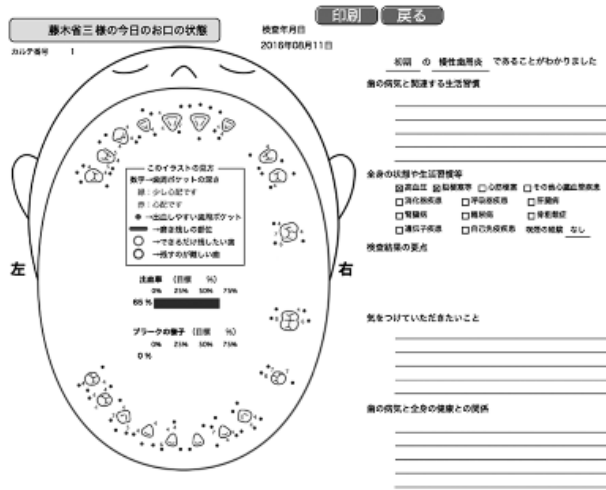 印刷
戻る
藤木省三様の今日のお口の状態
検査年月日
2016年08月11日
カルテ番号 1
初期 の 慢性歯周炎 であることがわかりました
歯の病気と関連する生活習慣
このイラストの見方
数字→歯周ポケットの深さ
緑:少し心配です
赤:心配です
→出血しやすい歯周ポケット
→磨き残しの部位
→できるだけ残したい歯
→残すのが難しい歯
全身の状態や生活習慣等
高血圧 脳梗塞等 心筋梗塞 その他心臓血管疾患
消化器疾患 呼吸器疾患 肝臓病
腎臓病 糖尿病 骨粗鬆症
遺伝子疾患 自己免疫疾患 喫煙の経験 なし
検査結果の要点
左
右
出血率 (目標 %)
0% 25% 50% 75%
66 %
プラークの様子 (目標 %)
0% 25% 50% 75%
0 %
気をつけていただきたいこと
歯の病気と全身の健康との関係